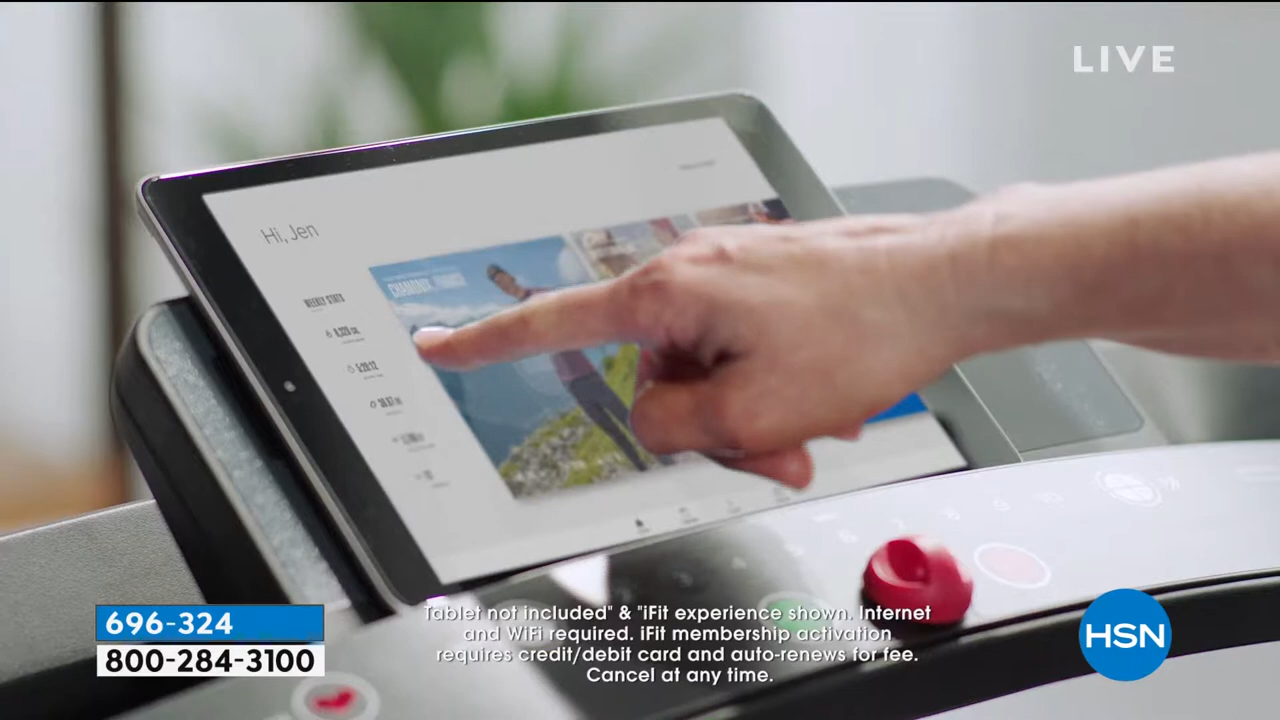 LIVE
Hi, Jen
WEEKLY STATS
696-324
800-284-3100
Tablet not included" & "iFit experience shown. Internet
and WiFi required. iFit membership activation
requires credit/debit card and auto-renews for fee.
Cancel at any time.
HSN